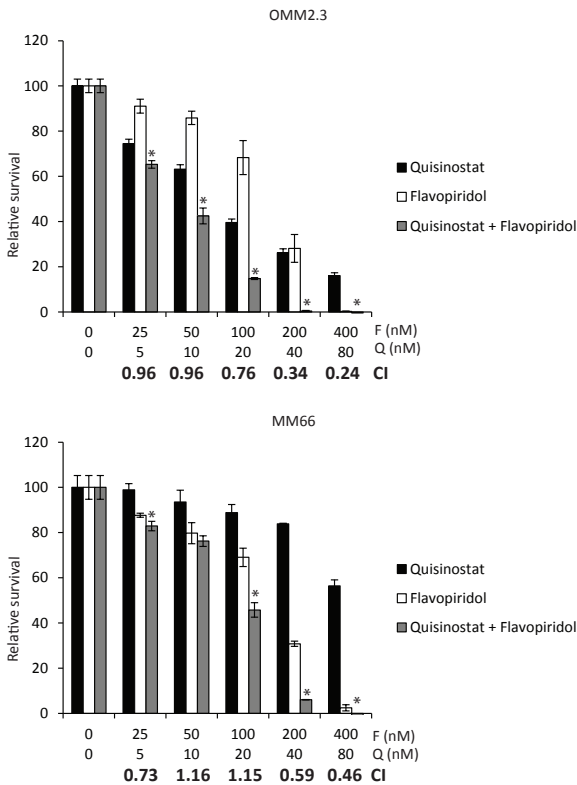 OMM2.3
120
100
80
60
40
20
0
Relative survival
Quisinostat
Flavopiridol
Quisinostat + Flavopiridol
* * * * *
0 25 50 100 200 400 F (nM)
0 5 10 20 40 80 Q (nM)
0.96 0.96 0.76 0.34 0.24 CI
MM66
120
100
80
60
40
20
0
Relative survival
Quisinostat
Flavopiridol
Quisinostat + Flavopiridol
* * * *
0 25 50 100 200 400 F (nM)
0 5 10 20 40 80 Q (nM)
0.73 1.16 1.15 0.59 0.46 CI